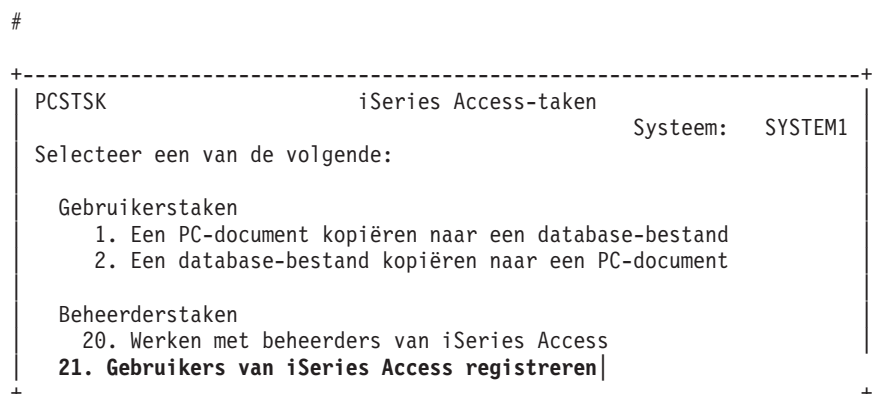 #
+----------------------------------------------------------------------+
| PCSTSK iSeries Access-taken |
| Systeem: SYSTEM1 |
| Selecteer een van de volgende: |
| |
| Gebruikerstaken |
| 1. Een PC-document kopiëren naar een database-bestand |
| 2. Een database-bestand kopiëren naar een PC-document |
| |
| Beheerderstaken |
| 20. Werken met beheerders van iSeries Access |
| 21. Gebruikers van iSeries Access registreren|
+ +